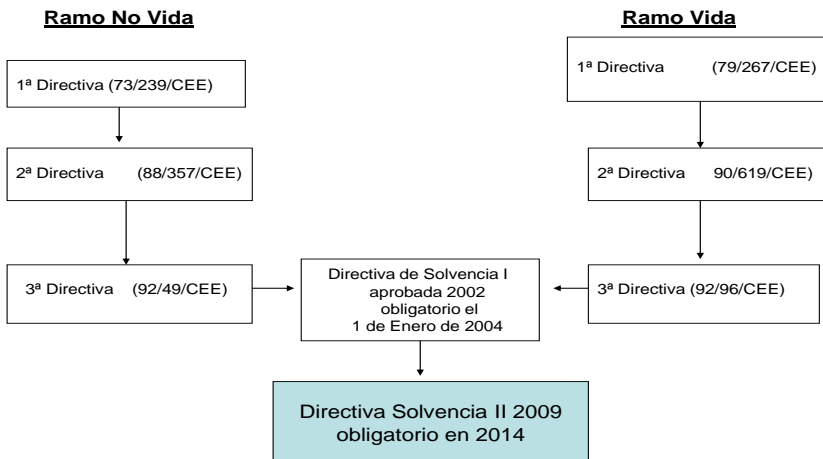 Ramo No Vida
Ramo Vida
1ª Directiva (73/239/CEE)
1ª Directiva (79/267/CEE)
2ª Directiva (88/357/CEE)
2ª Directiva 90/619/CEE)
3ª Directiva (92/49/CEE)
Directiva de Solvencia I
aprobada 2002
obligatorio el
1 de Enero de 2004
3ª Directiva (92/96/CEE)
Directiva Solvencia II 2009
obligatorio en 2014